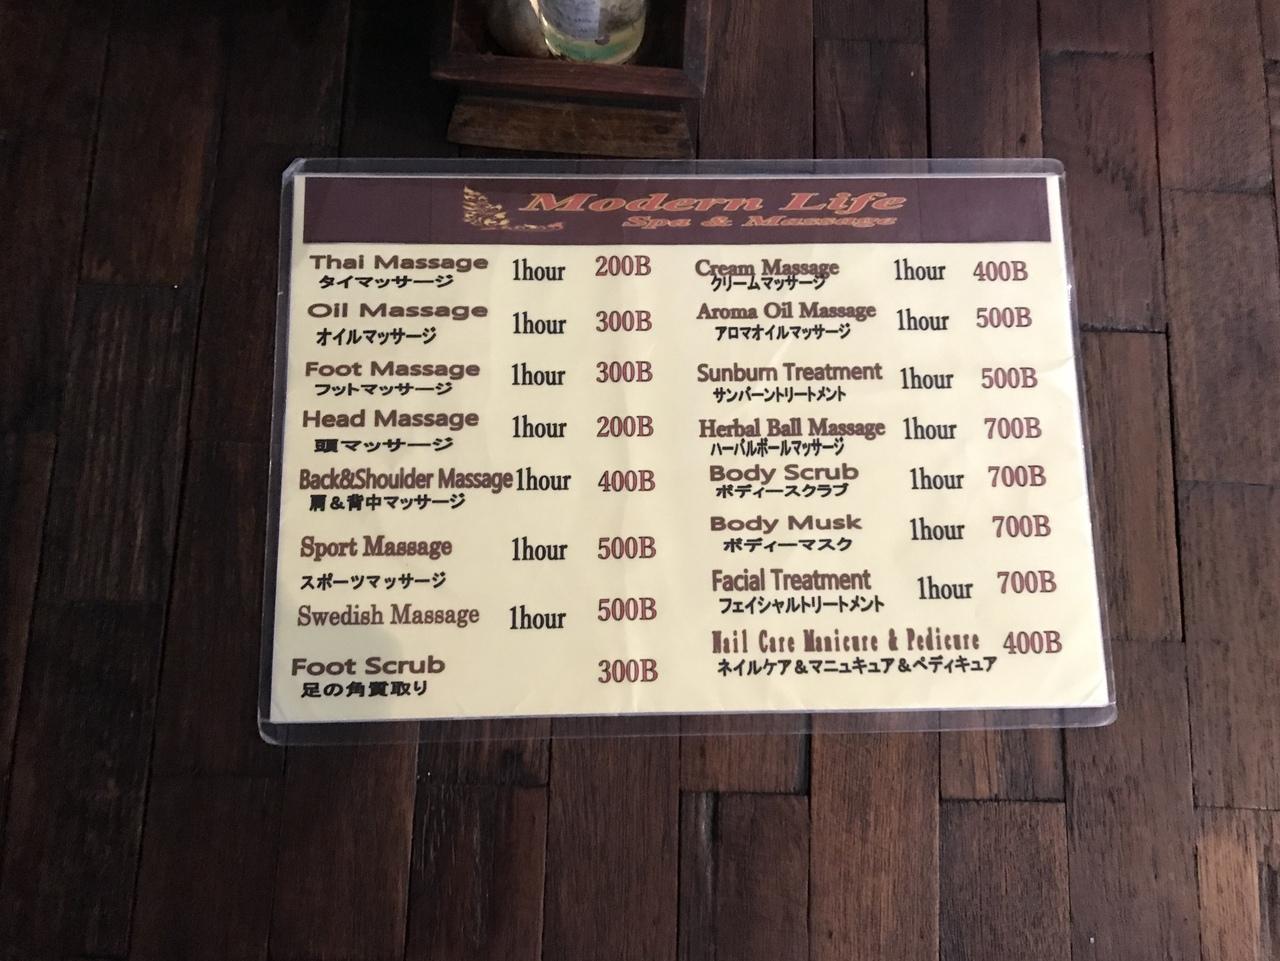 Modern Life
Spa & Massage
Thai Massage 1hour 200B
タイマッサージ
Oil Massage 1hour 300B
オイルマッサージ
Foot Massage 1hour 300B
フットマッサージ
Head Massage 1hour 200B
頭マッサージ
Back&Shoulder Massage 1hour 400B
肩&背中マッサージ
Sport Massage 1hour 500B
スポーツマッサージ
Swedish Massage 1hour 500B
Foot Scrub 300B
足の角質取り
Cream Massage 1hour 400B
クリームマッサージ
Aroma Oil Massage 1hour 500B
アロマオイルマッサージ
Sunburn Treatment 1hour 500B
サンバーントリートメント
Herbal Ball Massage 1hour 700B
ハーバルボールマッサージ
Body Scrub 1hour 700B
ボディースクラブ
Body Musk 1hour 700B
ボディーマスク
Facial Treatment 1hour 700B
フェイシャルトリートメント
Nail Care Manicure & Pedicure 400B
ネイルケア&マニュキュア&ペディキュア